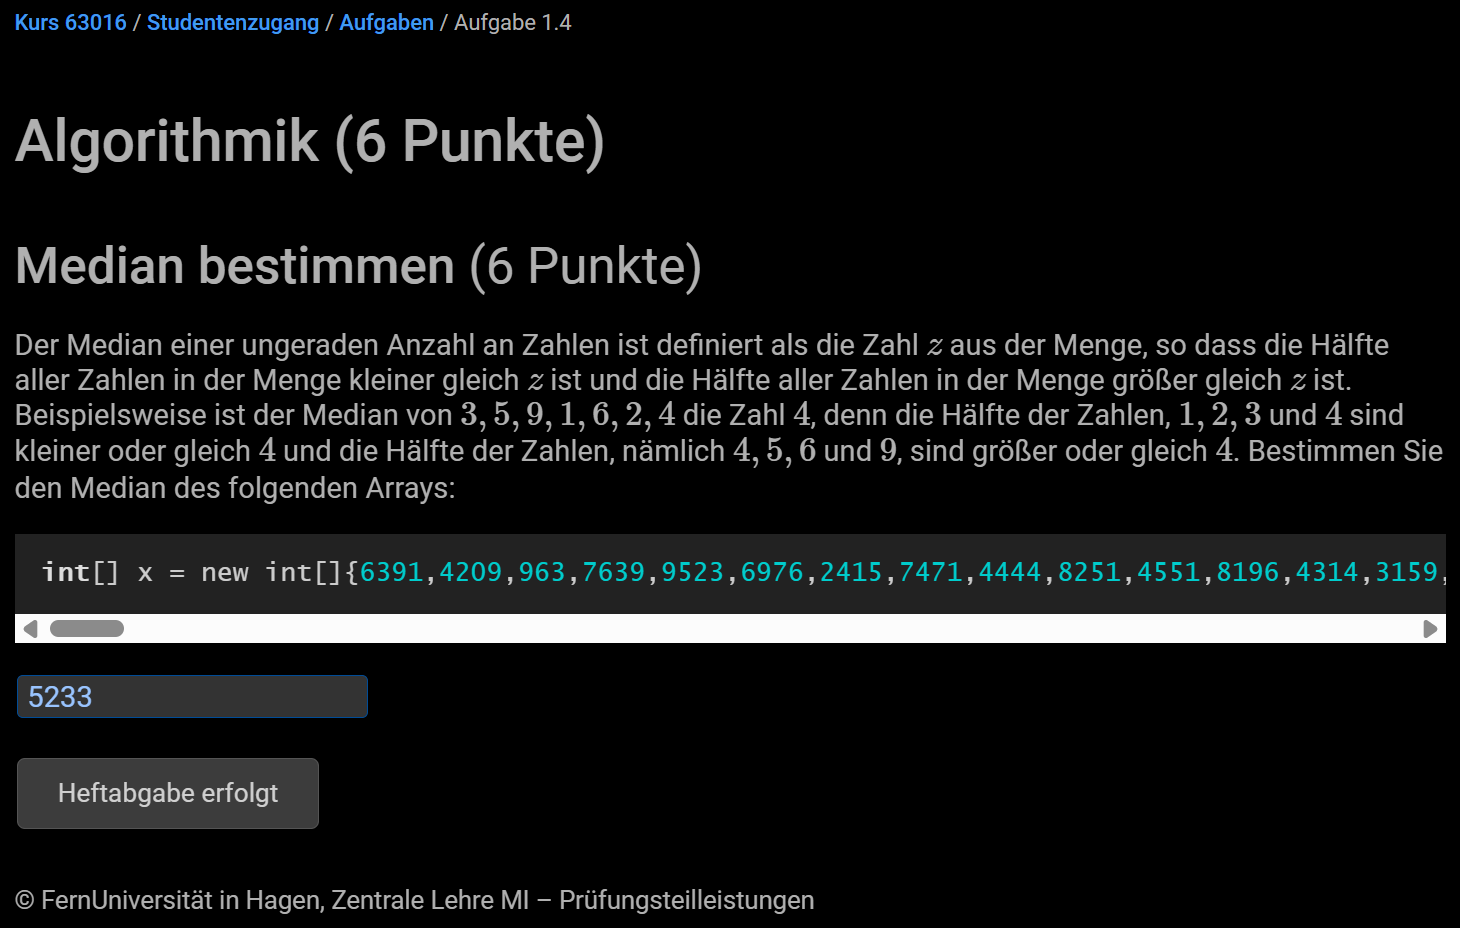 Kurs 63016 / Studentenzugang / Aufgaben / Aufgabe 1.4
Algorithmik (6 Punkte)
Median bestimmen (6 Punkte)
Der Median einer ungeraden Anzahl an Zahlen ist definiert als die Zahl z aus der Menge, so dass die Hälfte
aller Zahlen in der Menge kleiner gleich z ist und die Hälfte aller Zahlen in der Menge größer gleich z ist.
Beispielsweise ist der Median von 3, 5, 9, 1, 6, 2, 4 die Zahl 4, denn die Hälfte der Zahlen, 1, 2, 3 und 4 sind
kleiner oder gleich 4 und die Hälfte der Zahlen, nämlich 4, 5, 6 und 9, sind größer oder gleich 4. Bestimmen Sie
den Median des folgenden Arrays:
int[] x = new int[]{6391,4209,963,7639,9523,6976,2415,7471,4444,8251,4551,8196,4314,3159,
5233
Heftabgabe erfolgt
© FernUniversität in Hagen, Zentrale Lehre MI – Prüfungsteilleistungen